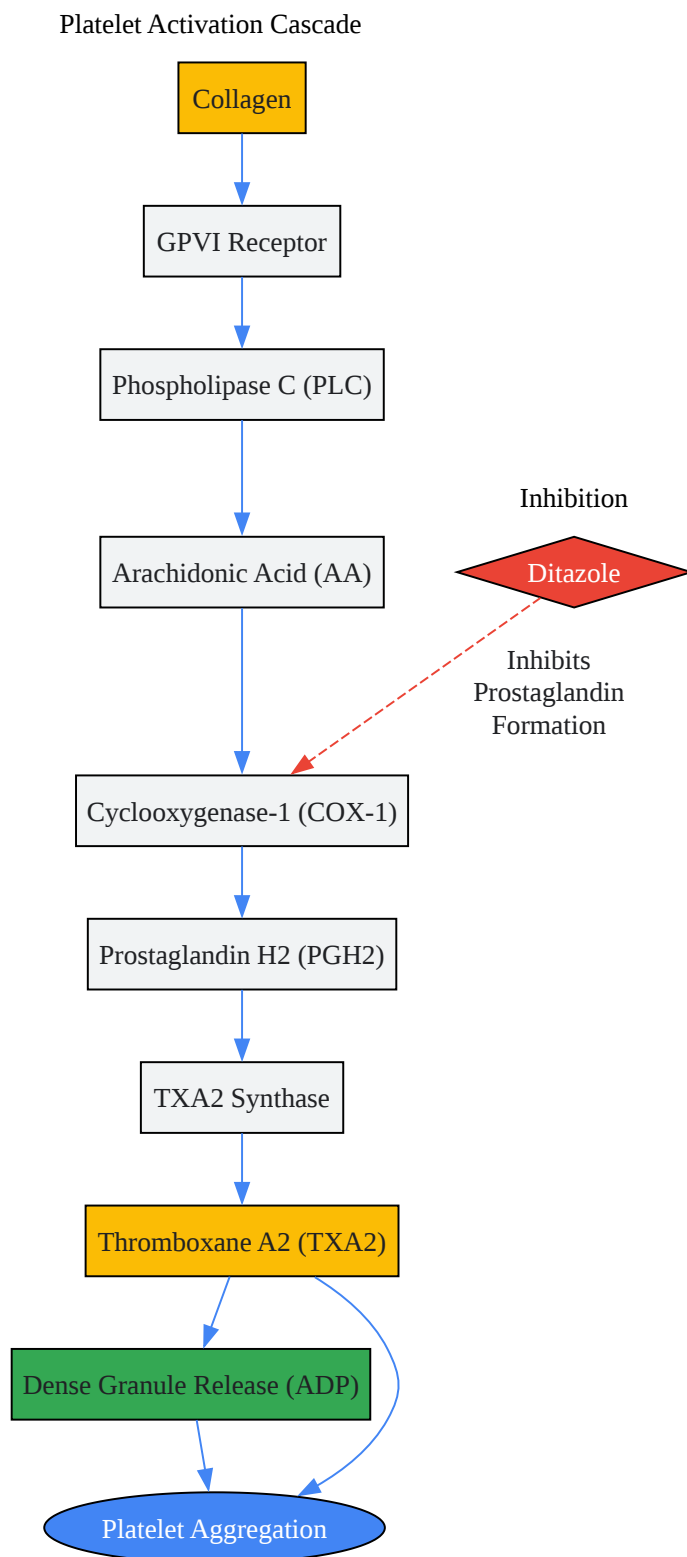 Platelet Activation Cascade
Collagen
GPVI Receptor
Phospholipase C (PLC)
Inhibition
Arachidonic Acid (AA)
Ditazole
Inhibits
Prostaglandin
Formation
Cyclooxygenase-1 (COX-1)
Prostaglandin H2 (PGH2)
TXA2 Synthase
Thromboxane A2 (TXA2)
Dense Granule Release (ADP)
Platelet Aggregation